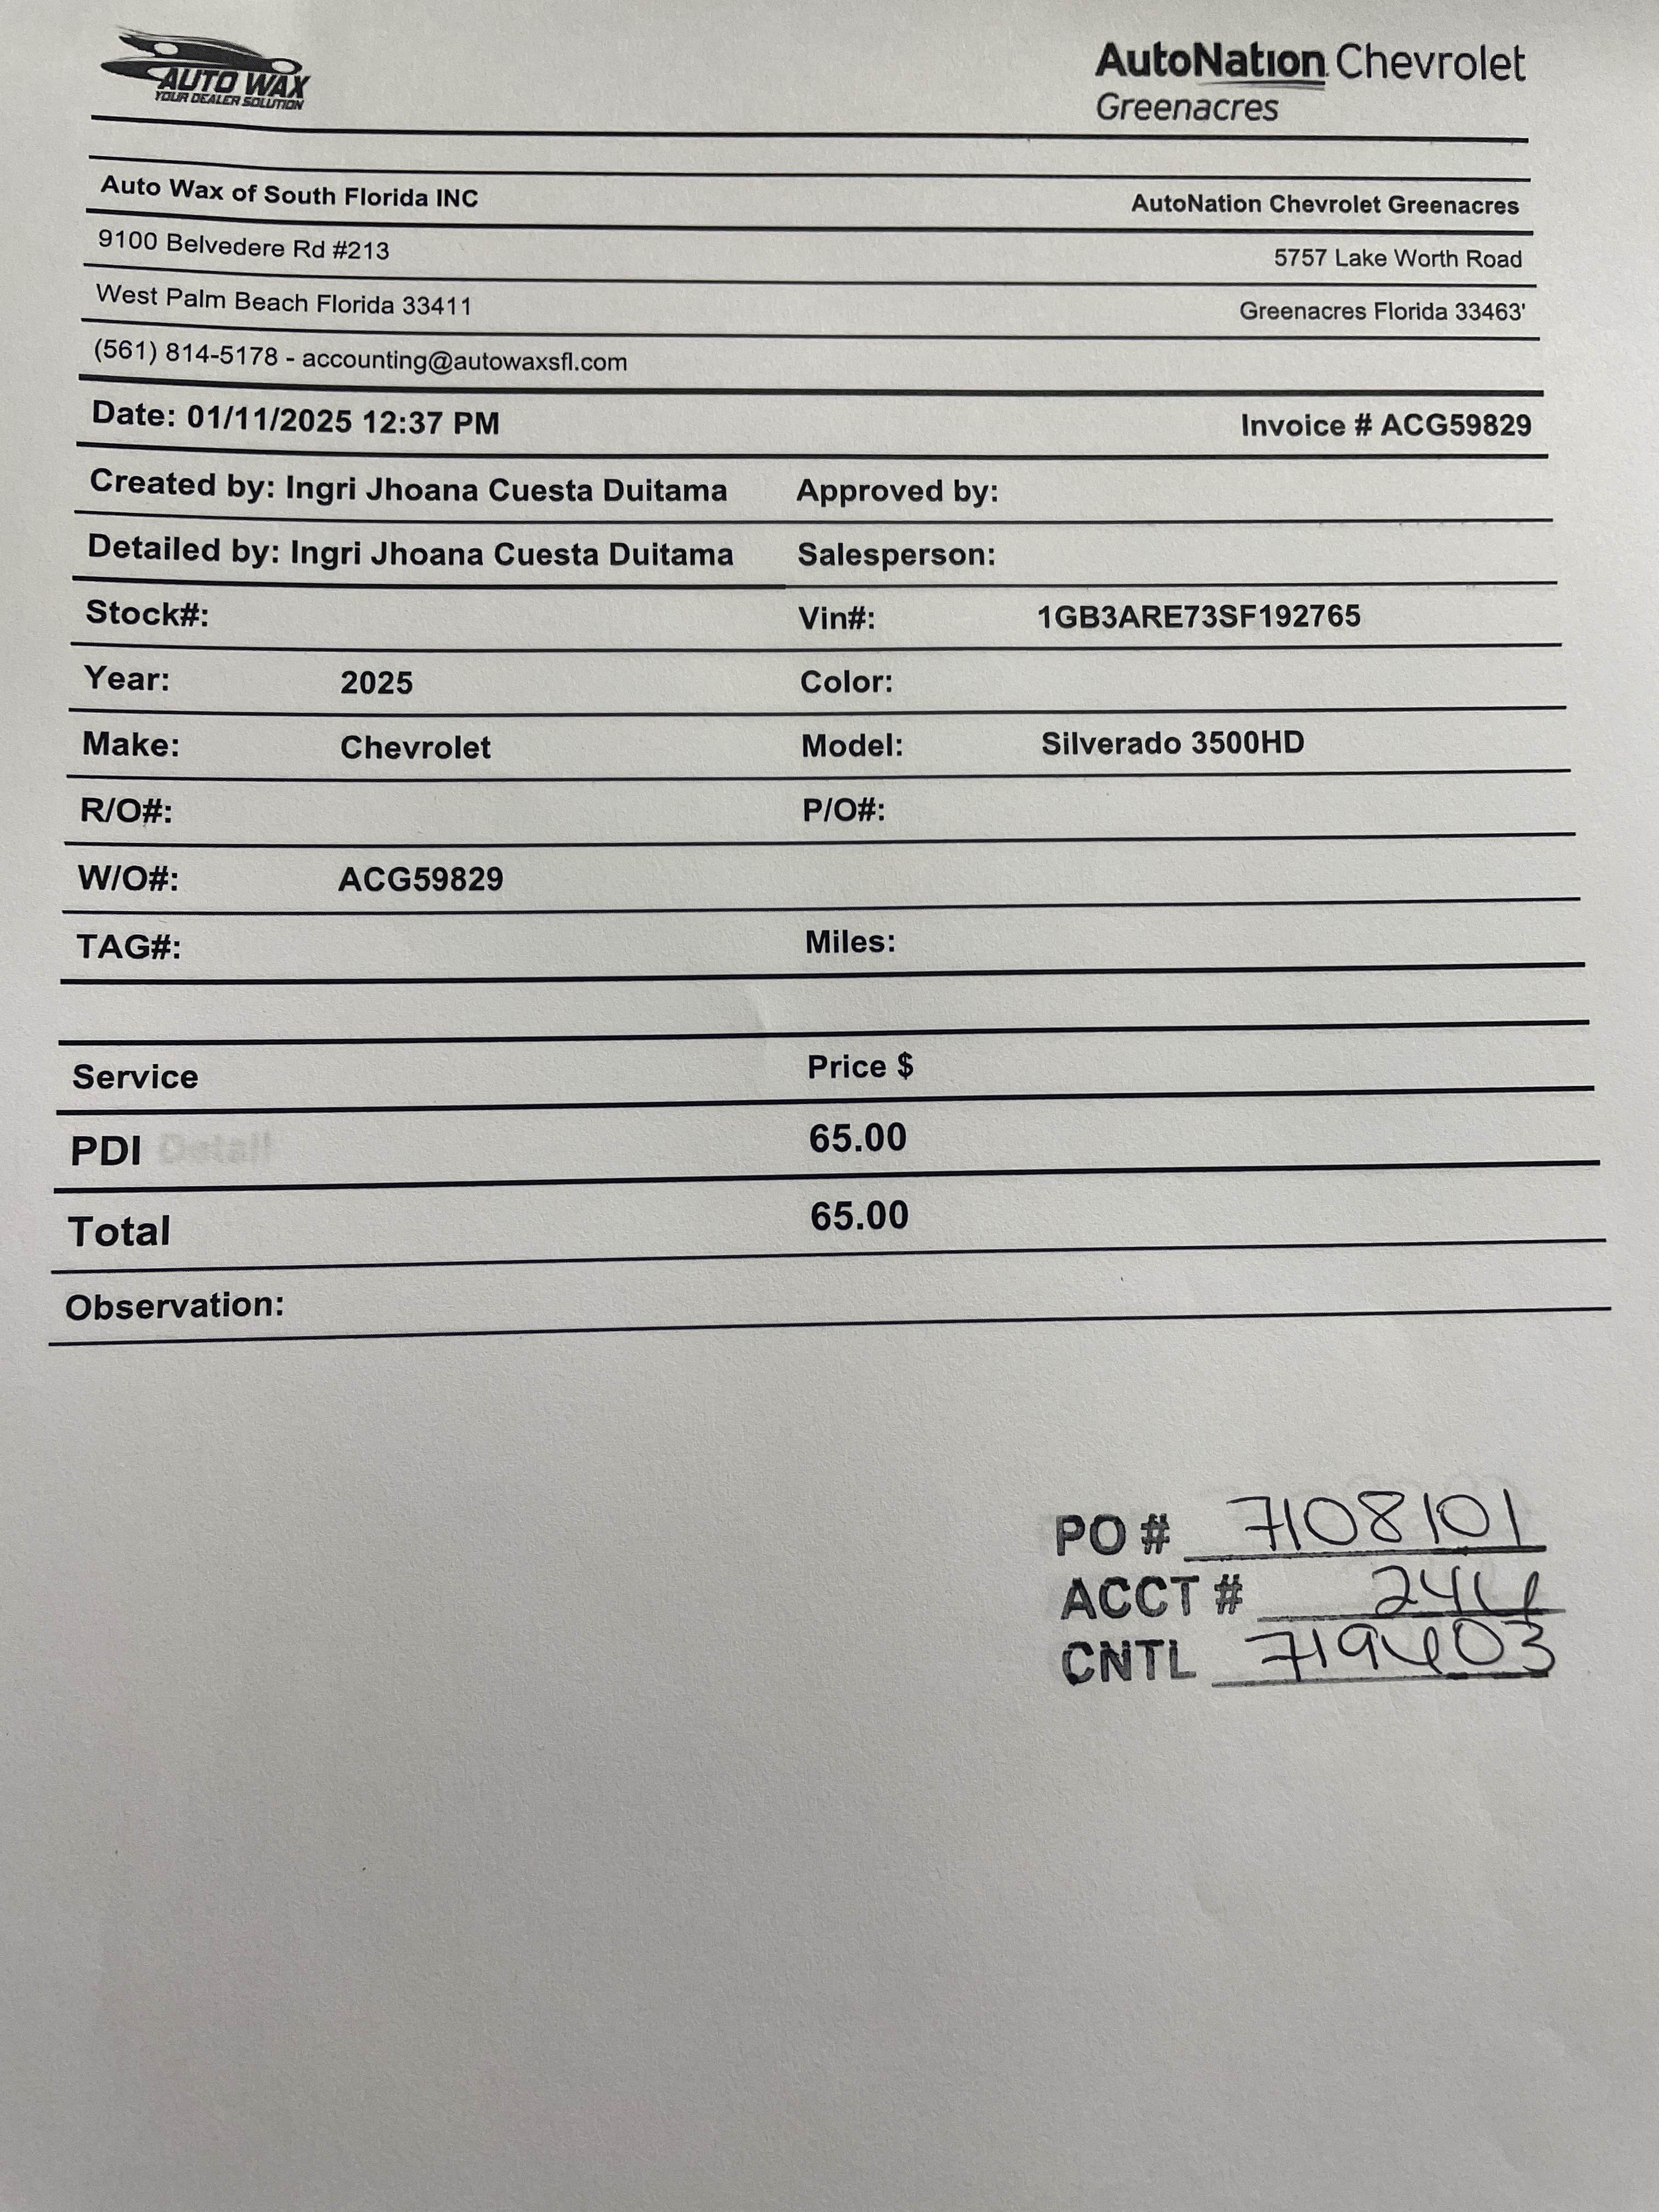 AUTO WAX
YOUR DEALER SOLUTION
AutoNation Chevrolet
Greenacres
Auto Wax of South Florida INC
AutoNation Chevrolet Greenacres
9100 Belvedere Rd #213
5757 Lake Worth Road
West Palm Beach Florida 33411
Greenacres Florida 33463'
(561) 814-5178 - accounting@autowaxsfl.com
Date: 01/11/2025 12:37 PM
Invoice # ACG59829
Created by: Ingri Jhoana Cuesta Duitama Approved by:
Detailed by: Ingri Jhoana Cuesta Duitama Salesperson:
Stock#: Vin#: 1GB3ARE73SF192765
Year: 2025 Color:
Make: Chevrolet Model: Silverado 3500HD
R/O#: P/O#:
W/O#: ACG59829
TAG#: Miles:
Service Price $
PDI Detail 65.00
Total 65.00
Observation:
PO # 7108101
ACCT #
CNTL